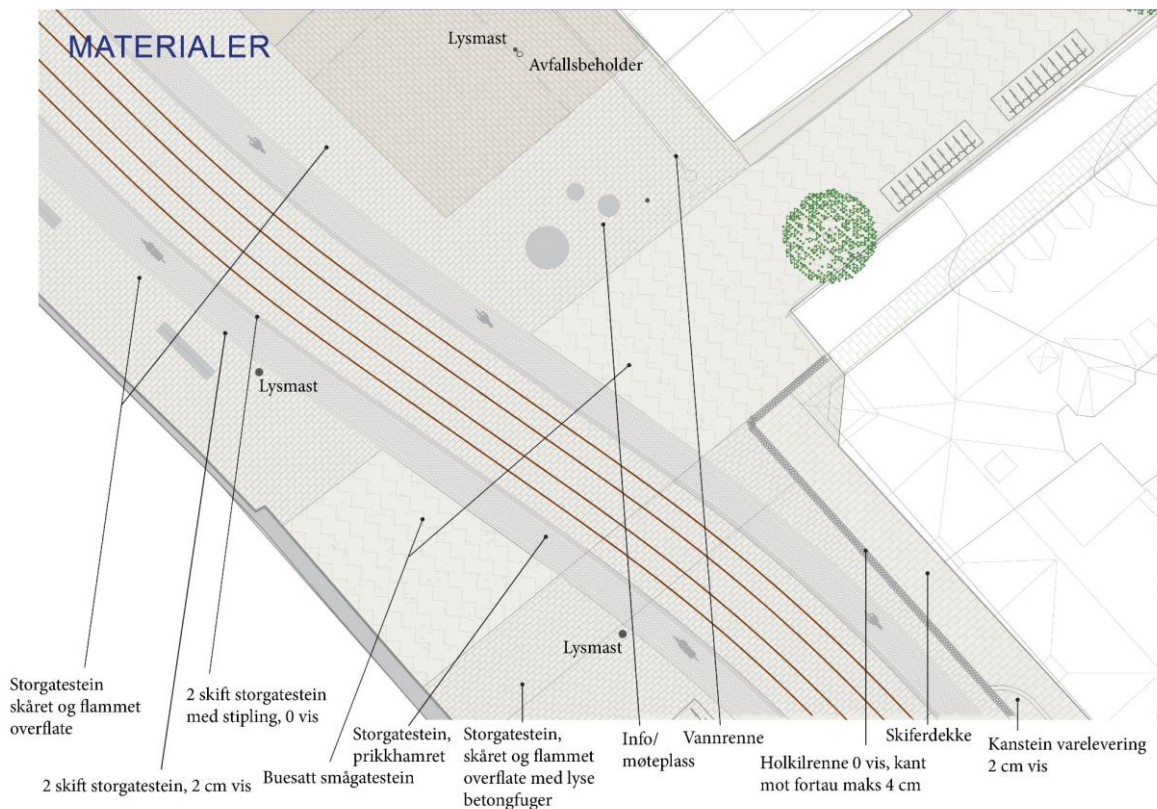 MATERIALER
Lysmast
Avfallsbeholder
Lysmast
Lysmast
Storgatestein
skåret og flammet
overflate
2 skift storgatestein, 2 cm vis
2 skift storgatestein
med stipling, 0 vis
Buesatt smågatestein
Storgatestein,
prikkhamret
Storgatestein,
skåret og flammet
overflate med lyse
betongfuger
Info/
møteplass
Vannrenne
Holkilrenne 0 vis, kant
mot fortau maks 4 cm
Skiferdekke
Kanstein varelevering
2 cm vis